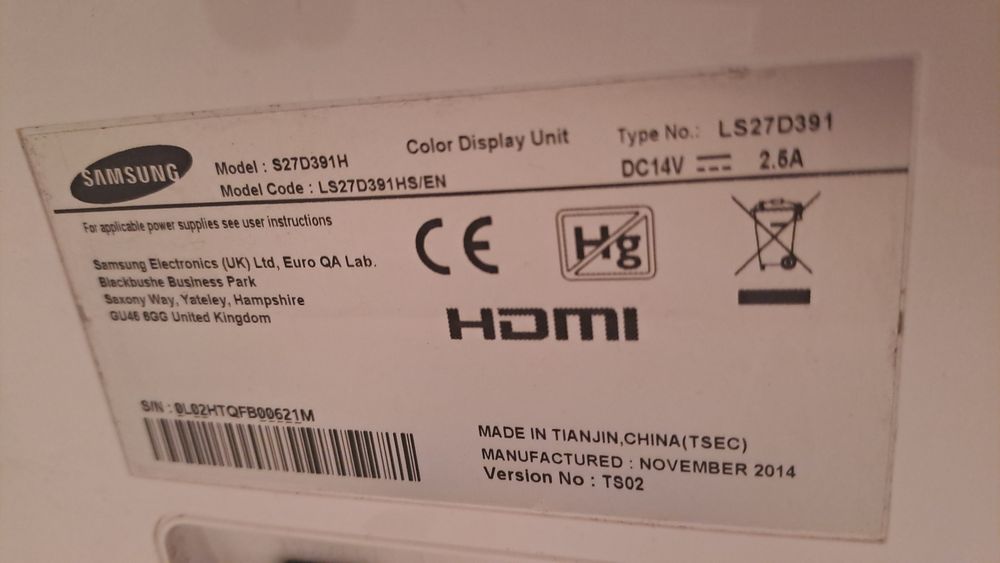 SAMSUNG
Model : S27D391H
Model Code : LS27D391HS/EN
Color Display Unit
Type No.: LS27D391
DC14V 2.5A
For applicable power supplies see user instructions
Samsung Electronics (UK) Ltd, Euro QA Lab.
Blackbushe Business Park
Saxony Way, Yateley, Hampshire
GU46 6GG United Kingdom
CE
Hg
HDMI
S/N : 0L02HTQFB00621M
MADE IN TIANJIN,CHINA(TSEC)
MANUFACTURED : NOVEMBER 2014
Version No : TS02